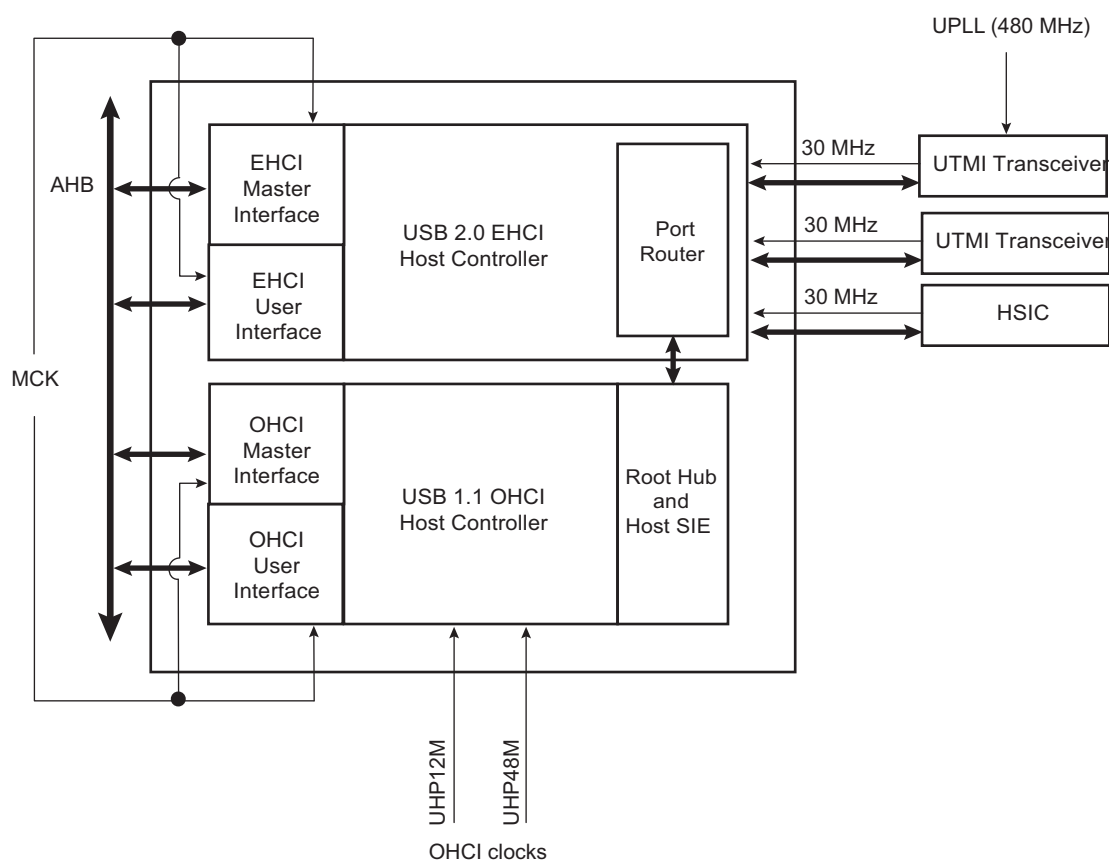 UPLL (480 MHz)
AHB
EHCI
Master
Interface
EHCI
User
Interface
USB 2.0 EHCI
Host Controller
Port
Router
30 MHz
UTMI Transceiver
30 MHz
UTMI Transceiver
30 MHz
HSIC
MCK
OHCI
Master
Interface
OHCI
User
Interface
USB 1.1 OHCI
Host Controller
Root Hub
and
Host SIE
UHP12M
UHP48M
OHCI clocks